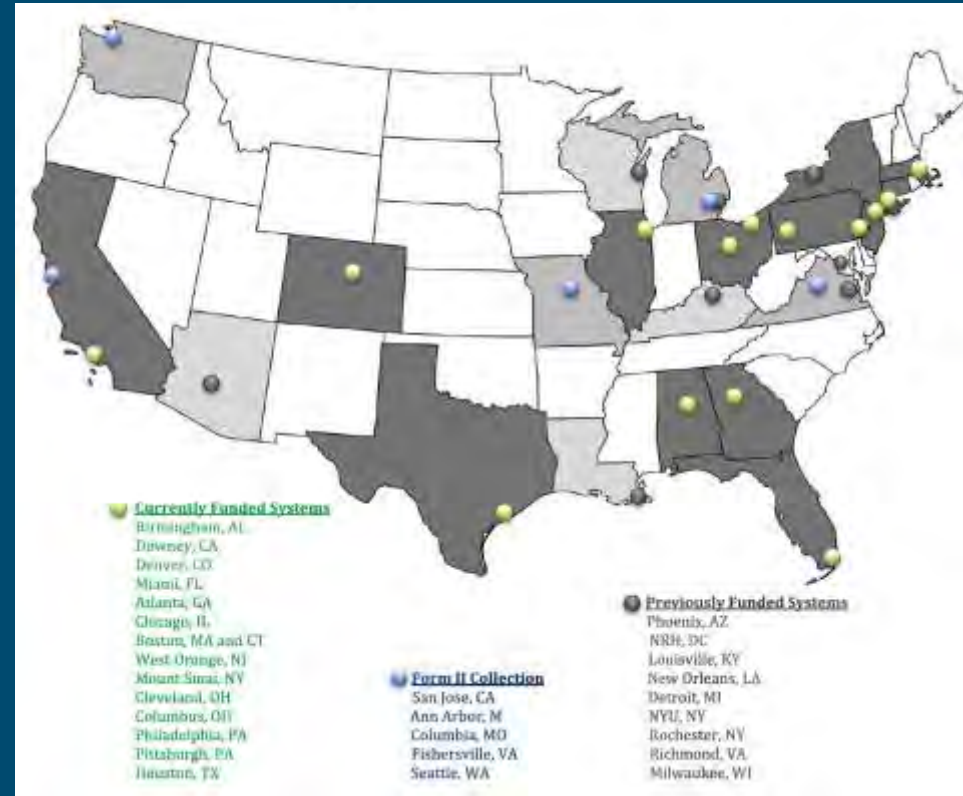 Currently Funded Systems
Birmingham, AL
Downey, CA
Denver, CO
Miami, FL
Atlanta, GA
Chicago, IL
Boston, MA and CT
West Orange, NJ
Mount Sinai, NY
Cleveland, OH
Columbus, OH
Philadelphia, PA
Pittsburgh, PA
Houston, TX
Form II Collection
San Jose, CA
Ann Arbor, M
Columbia, MO
Fishersville, VA
Seattle, WA
Previously Funded Systems
Phoenix, AZ
NRH, DC
Louisville, KY
New Orleans, LA
Detroit, MI
NYU, NY
Rochester, NY
Richmond, VA
Milwaukee, WI